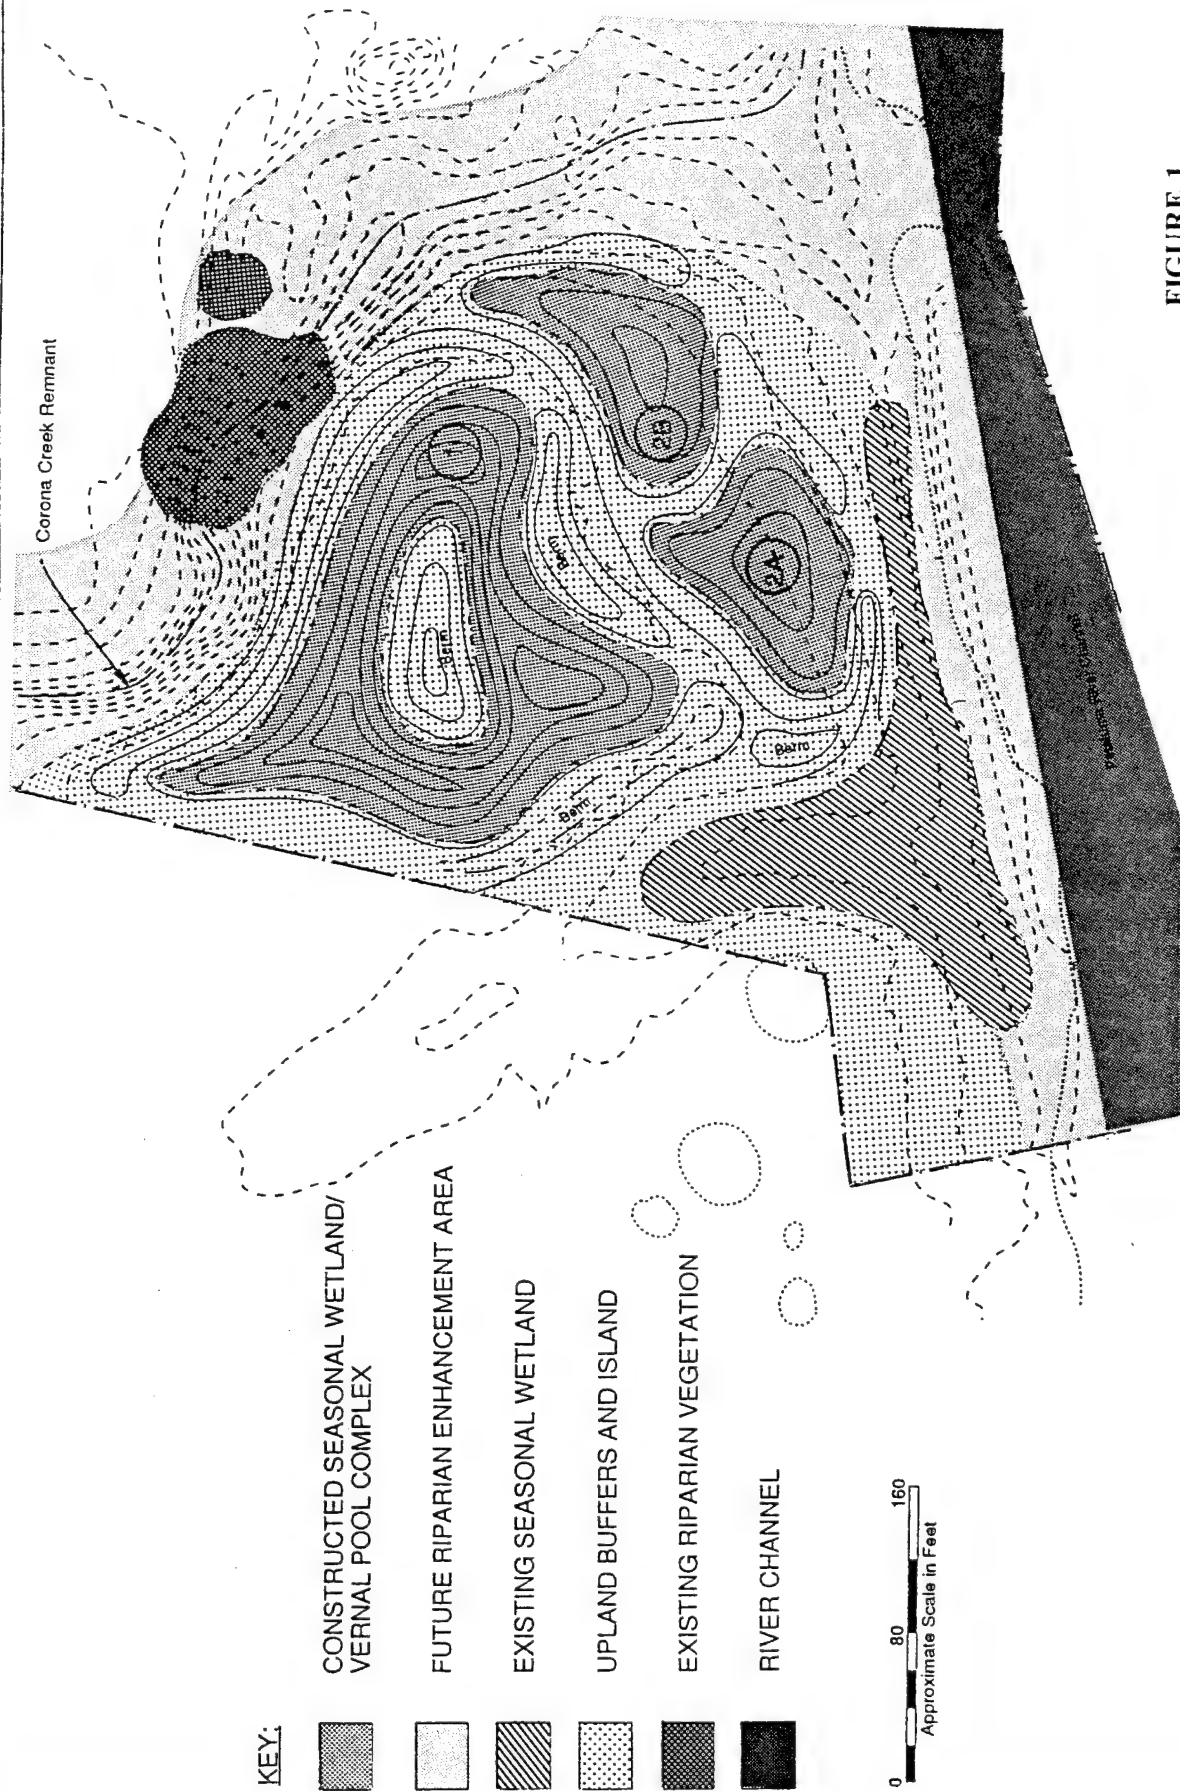 Corona Creek Remnant
1
2B
2A
Berm
Berm
Berm
Berm
KEY:
CONSTRUCTED SEASONAL WETLAND/
VERNAL POOL COMPLEX
FUTURE RIPARIAN ENHANCEMENT AREA
EXISTING SEASONAL WETLAND
UPLAND BUFFERS AND ISLAND
EXISTING RIPARIAN VEGETATION
RIVER CHANNEL
0 80 160
Approximate Scale in Feet
FIGURE 1